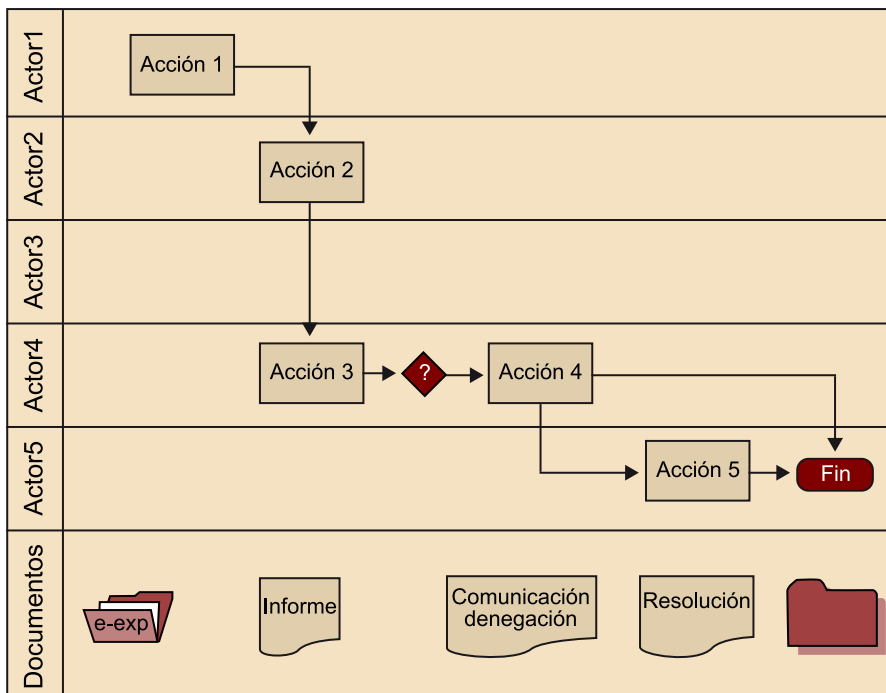 Actor1
Acción 1
Actor2
Acción 2
Actor3
Actor4
Acción 3
?
Acción 4
Actor5
Acción 5
Fin
Documentos
e-exp
Informe
Comunicación
denegación
Resolución